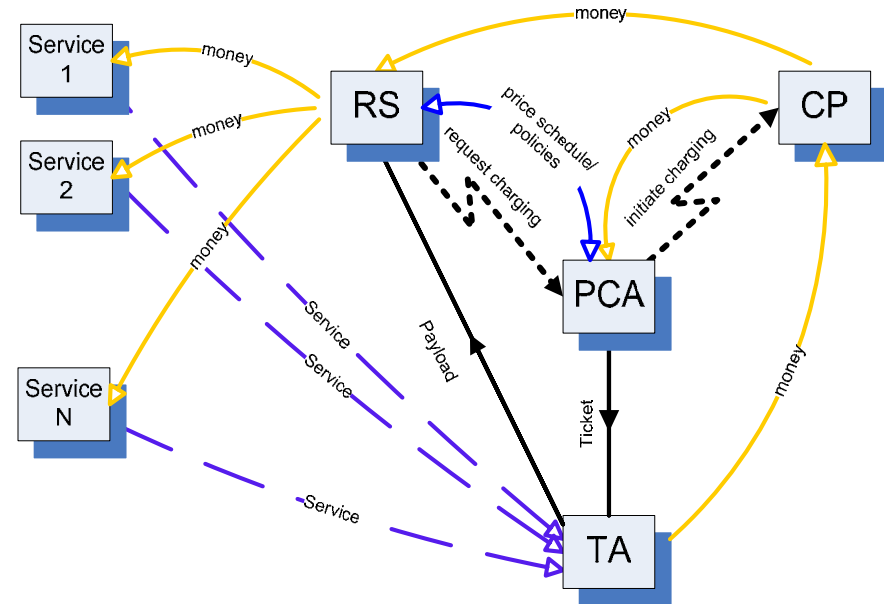 money
Service
1
money
RS
CP
price schedule/
policies
money
money
request charging
initiate charging
Service
2
money
PCA
Service
Payload
Service
money
Service
N
Ticket
Service
TA